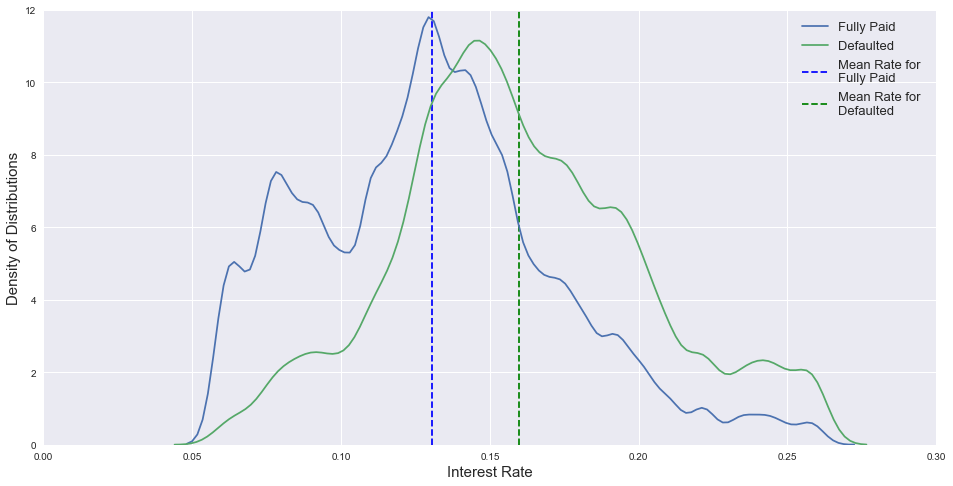 12
10
8
6
4
2
0
Density of Distributions
0.00
0.05
0.10
0.15
0.20
0.25
0.30
Interest Rate
Fully Paid
Defaulted
Mean Rate for
Fully Paid
Mean Rate for
Defaulted